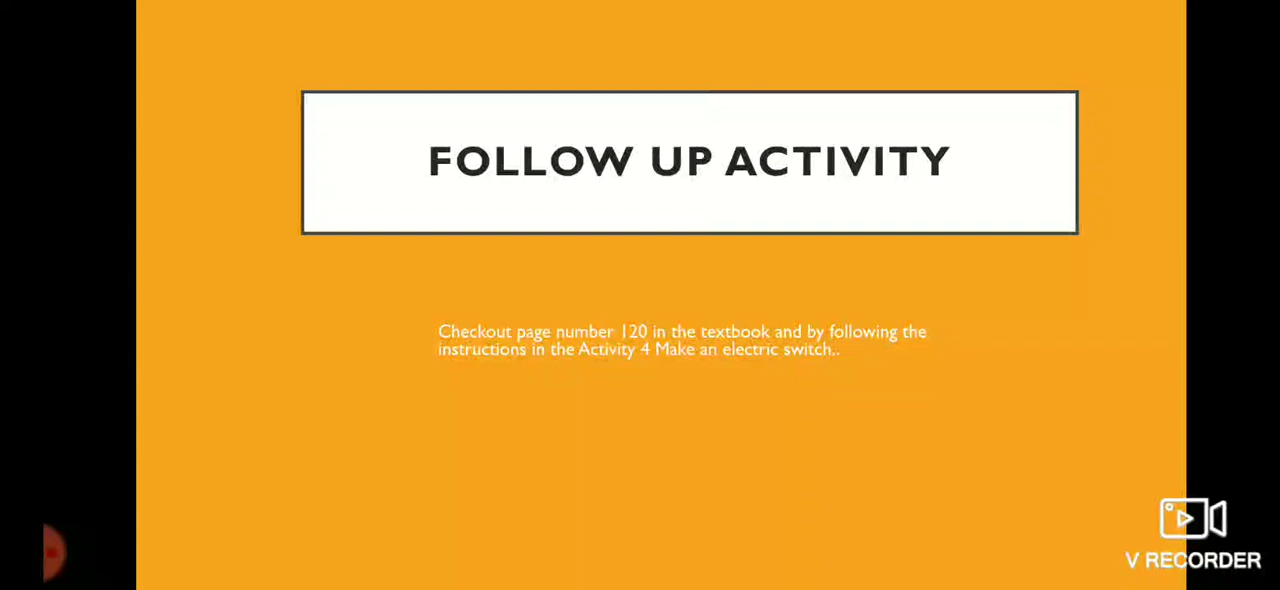 FOLLOW UP ACTIVITY
Checkout page number 120 in the textbook and by following the
instructions in the Activity 4 Make an electric switch..
V RECORDER